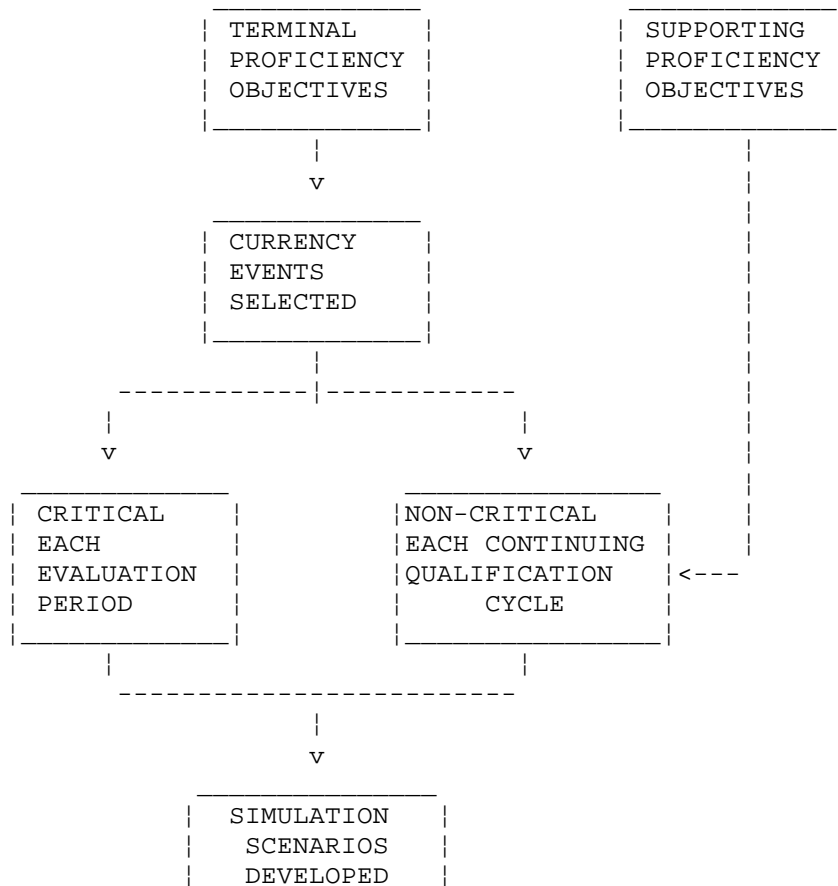 TERMINAL
PROFICIENCY
OBJECTIVES
SUPPORTING
PROFICIENCY
OBJECTIVES
CURRENCY
EVENTS
SELECTED
CRITICAL
EACH
EVALUATION
PERIOD
NON-CRITICAL
EACH CONTINUING
QUALIFICATION
CYCLE
SIMULATION
SCENARIOS
DEVELOPED